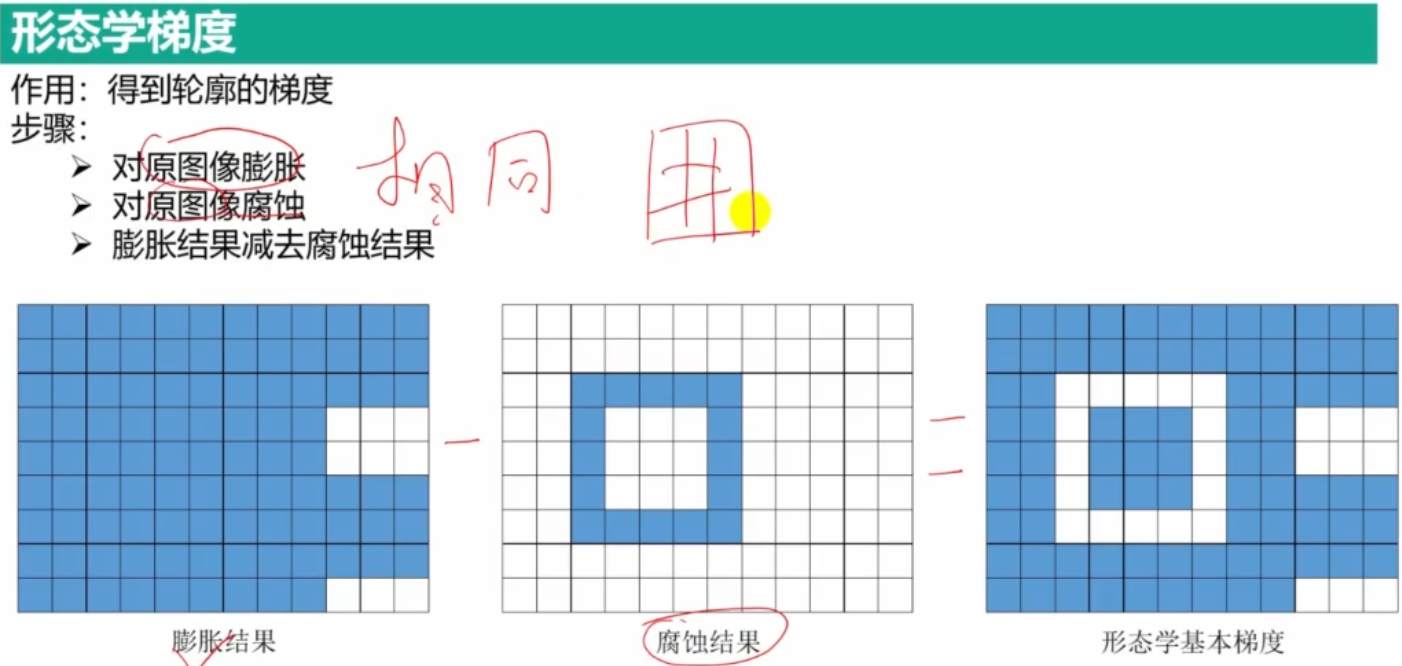 形态学梯度
作用：得到轮廓的梯度
步骤：
➢ 对原图像膨胀
➢ 对原图像腐蚀
➢ 膨胀结果减去腐蚀结果
相同
膨胀结果
腐蚀结果
形态学基本梯度